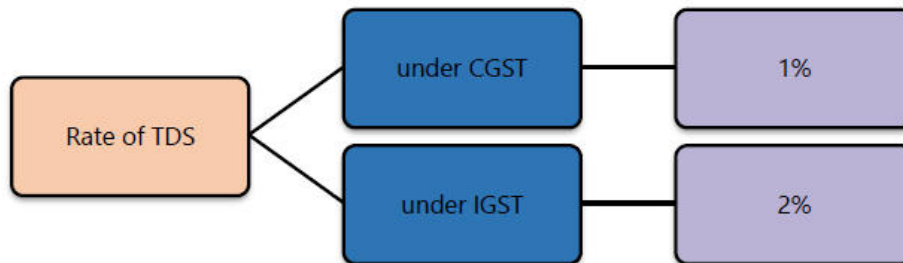 Rate of TDS
under CGST
1%
under IGST
2%